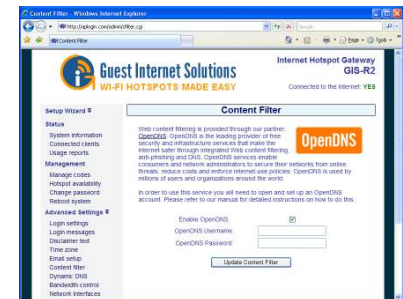 Content Filter - Windows Internet Explorer
http://aplogin.com/admin/filter.cgi
Google
Content Filter
Page
Tools
Guest Internet Solutions
WI-FI HOTSPOTS MADE EASY
Internet Hotspot Gateway
GIS-R2
Connected to the Internet: YES
Setup Wizard
Status
System information
Connected clients
Usage reports
Management
Manage codes
Hotspot availability
Change password
Reboot system
Advanced Settings
Login settings
Login messages
Disclaimer text
Time zone
Email setup
Content filter
Dynamic DNS
Bandwidth control
Network interfaces
Content Filter
Web content filtering is provided through our partner,
OpenDNS. OpenDNS is the leading provider of free
security and infrastructure services that make the
Internet safer through integrated Web content filtering,
anti-phishing and DNS. OpenDNS services enable
consumers and network administrators to secure their networks from online
threats, reduce costs and enforce Internet-use policies. OpenDNS is used by
millions of users and organizations around the world.
OpenDNS
In order to use this service you will need to open and set up an OpenDNS
account. Please refer to our manual for detailed instructions on how to do this.
Enable OpenDNS
OpenDNS Username:
OpenDNS Password:
Update Content Filter